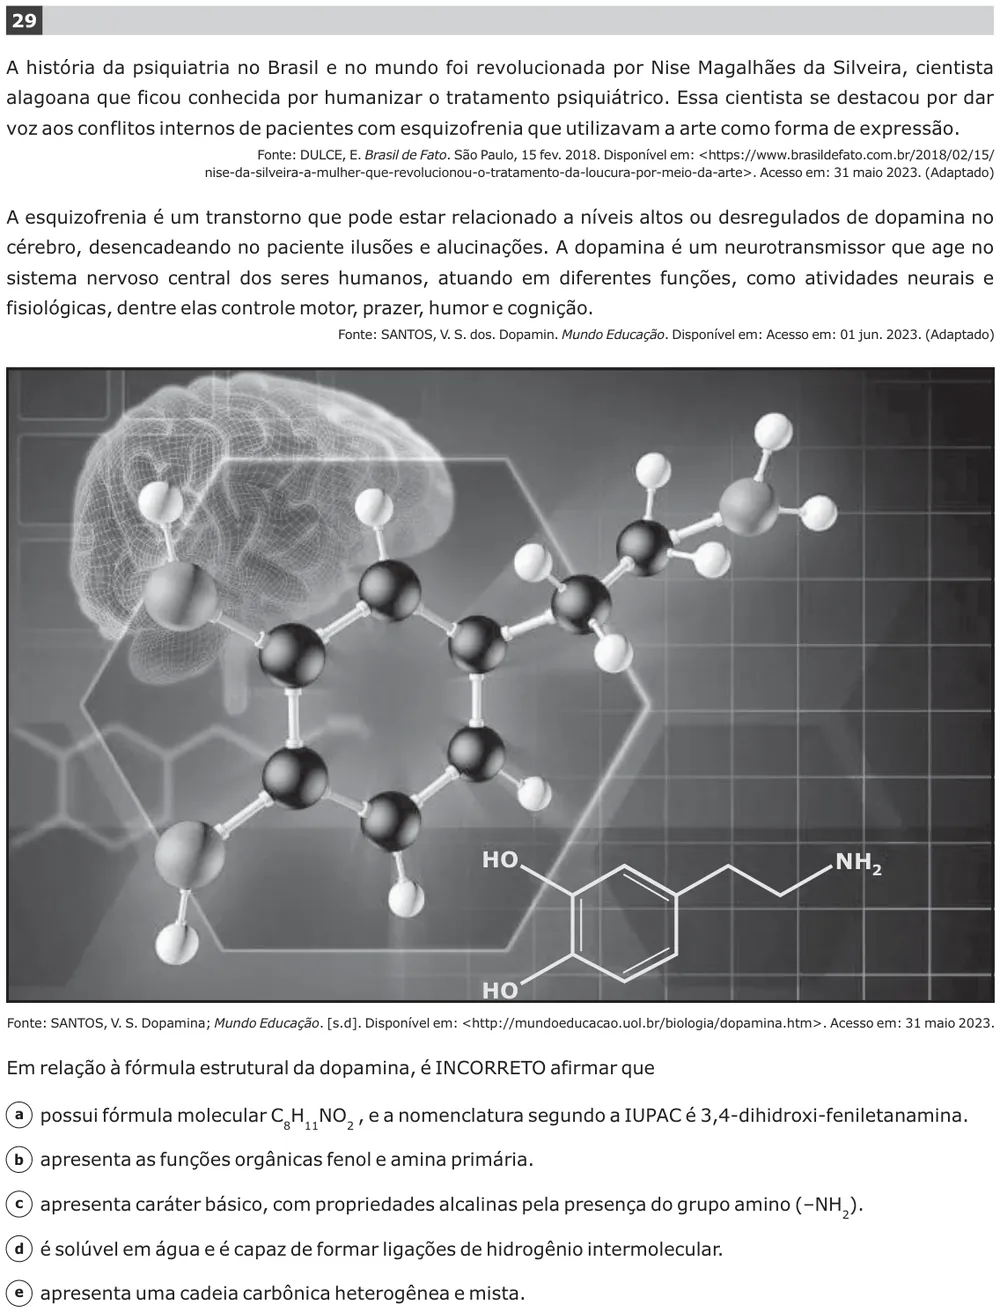 29
A história da psiquiatria no Brasil e no mundo foi revolucionada por Nise Magalhães da Silveira, cientista
alagoana que ficou conhecida por humanizar o tratamento psiquiátrico. Essa cientista se destacou por dar
voz aos conflitos internos de pacientes com esquizofrenia que utilizavam a arte como forma de expressão.
Fonte: DULCE, E. Brasil de Fato. São Paulo, 15 fev. 2018. Disponível em: <https://www.brasildefato.com.br/2018/02/15/
nise-da-silveira-a-mulher-que-revolucionou-o-tratamento-da-loucura-por-meio-da-arte>. Acesso em: 31 maio 2023. (Adaptado)
A esquizofrenia é um transtorno que pode estar relacionado a níveis altos ou desregulados de dopamina no
cérebro, desencadeando no paciente ilusões e alucinações. A dopamina é um neurotransmissor que age no
sistema nervoso central dos seres humanos, atuando em diferentes funções, como atividades neurais e
fisiológicas, dentre elas controle motor, prazer, humor e cognição.
Fonte: SANTOS, V. S. dos. Dopamin. Mundo Educação. Disponível em: Acesso em: 01 jun. 2023. (Adaptado)
HO
NH₂
HO
Fonte: SANTOS, V. S. Dopamina; Mundo Educação. [s.d]. Disponível em: <http://mundoeducacao.uol.br/biologia/dopamina.htm>. Acesso em: 31 maio 2023.
Em relação à fórmula estrutural da dopamina, é INCORRETO afirmar que
a possui fórmula molecular C₈H₁₁NO₂ , e a nomenclatura segundo a IUPAC é 3,4-dihidroxi-feniletanamina.
b apresenta as funções orgânicas fenol e amina primária.
c apresenta caráter básico, com propriedades alcalinas pela presença do grupo amino (–NH₂).
d é solúvel em água e é capaz de formar ligações de hidrogênio intermolecular.
e apresenta uma cadeia carbônica heterogênea e mista.